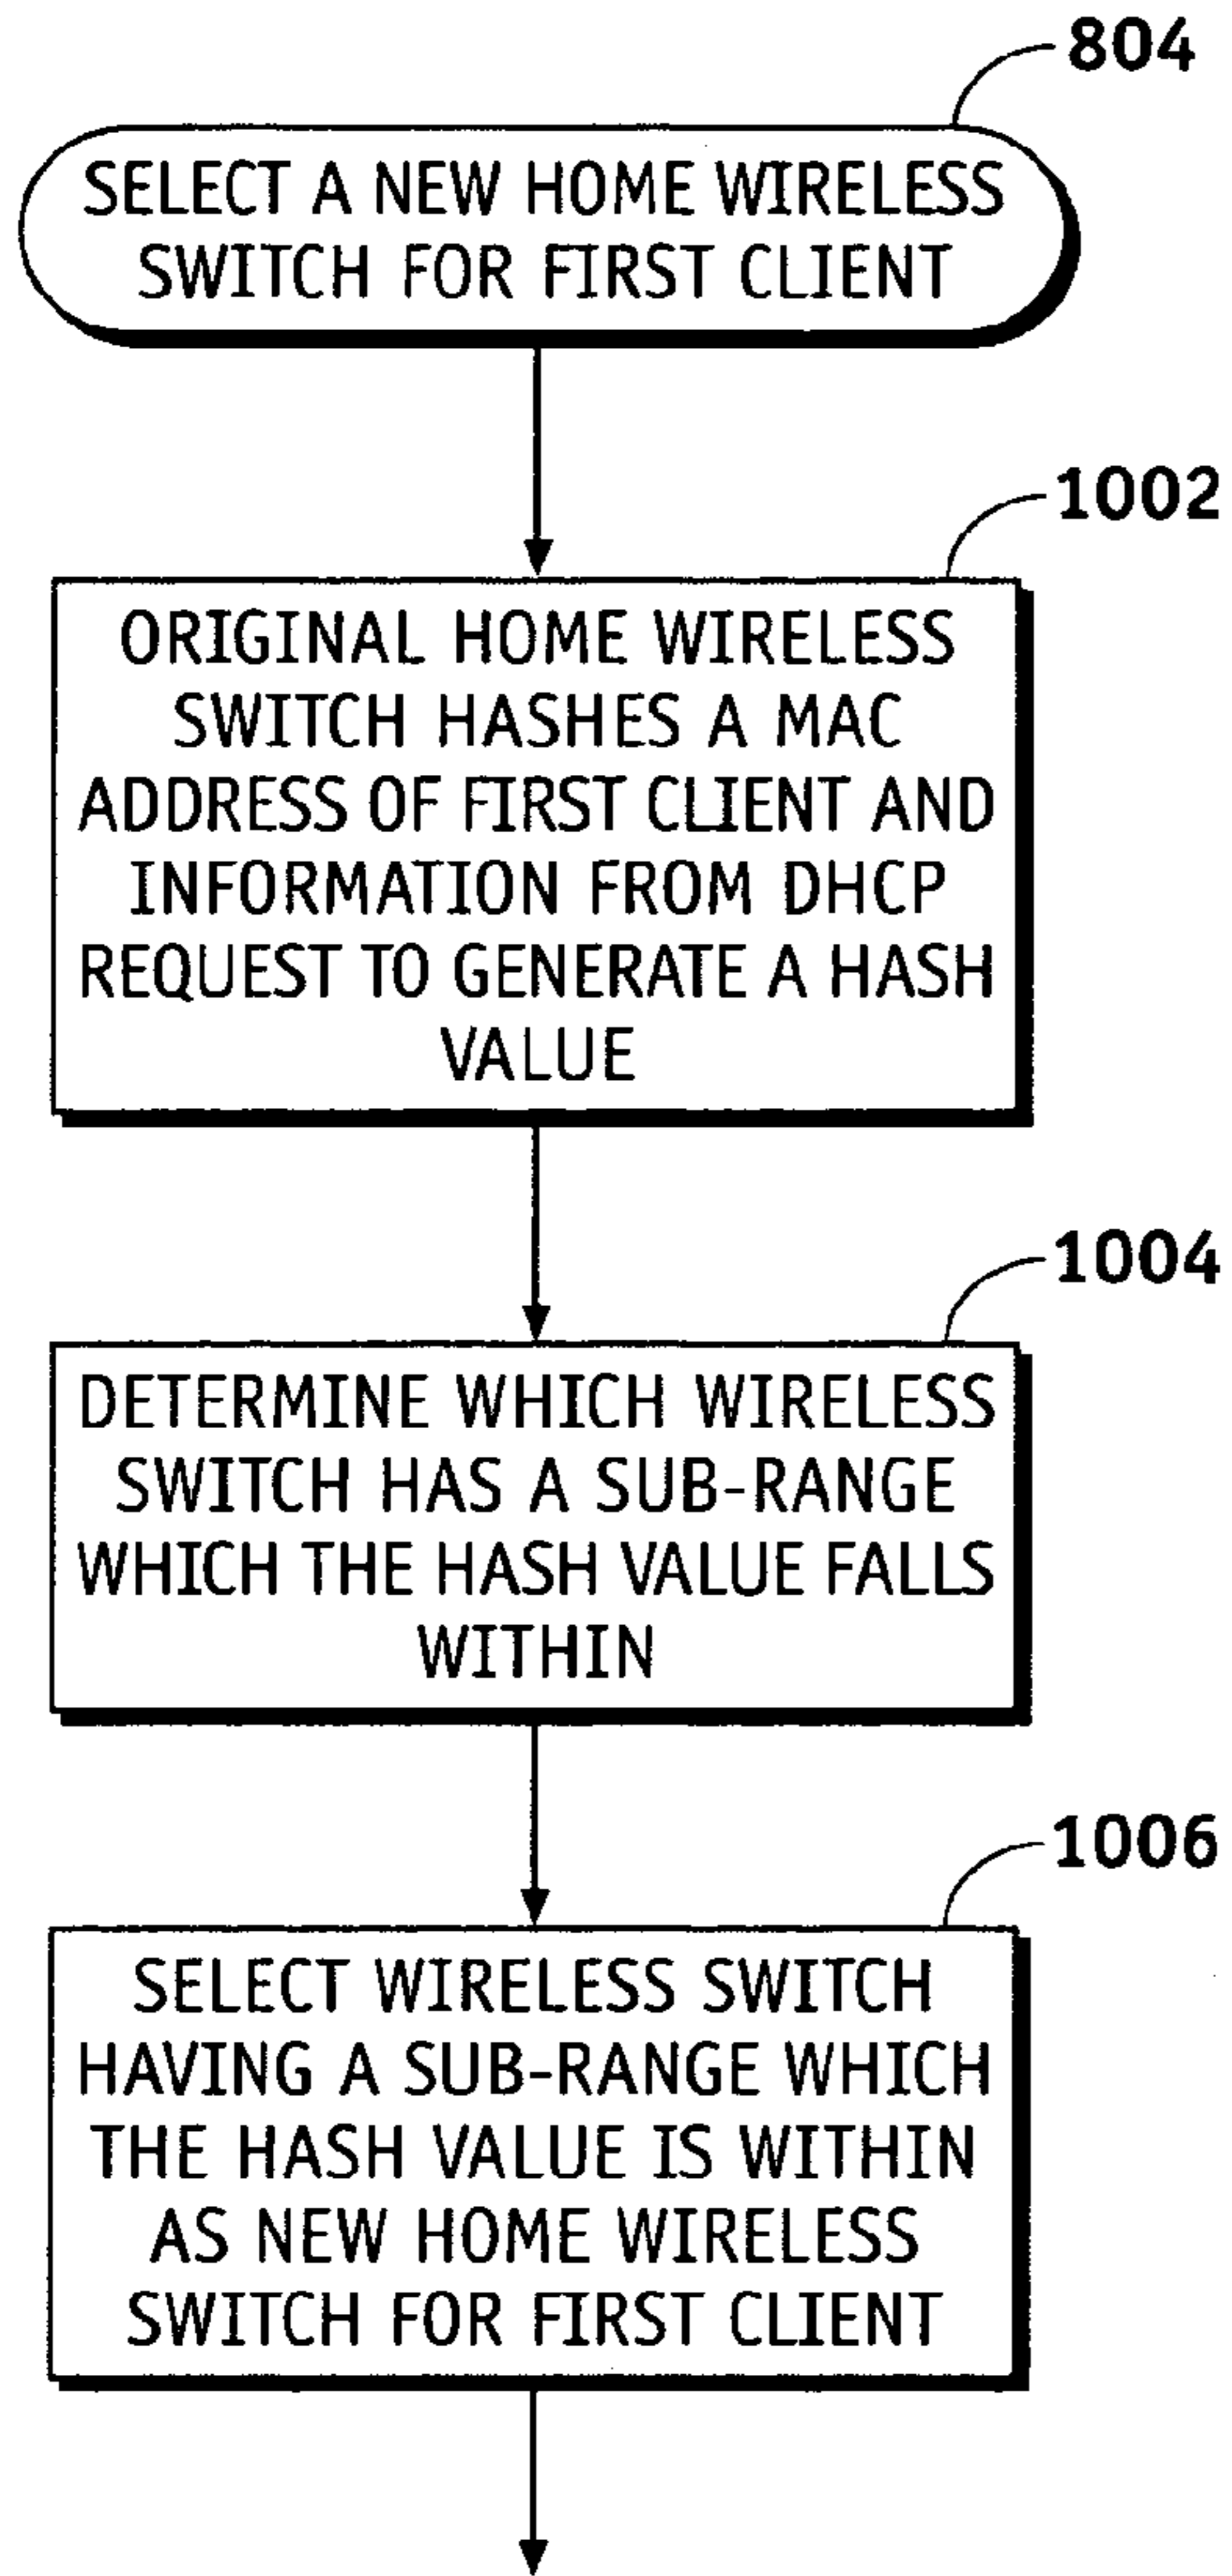 804
SELECT A NEW HOME WIRELESS
SWITCH FOR FIRST CLIENT
1002
ORIGINAL HOME WIRELESS
SWITCH HASHES A MAC
ADDRESS OF FIRST CLIENT AND
INFORMATION FROM DHCP
REQUEST TO GENERATE A HASH
VALUE
1004
DETERMINE WHICH WIRELESS
SWITCH HAS A SUB-RANGE
WHICH THE HASH VALUE FALLS
WITHIN
1006
SELECT WIRELESS SWITCH
HAVING A SUB-RANGE WHICH
THE HASH VALUE IS WITHIN
AS NEW HOME WIRELESS
SWITCH FOR FIRST CLIENT